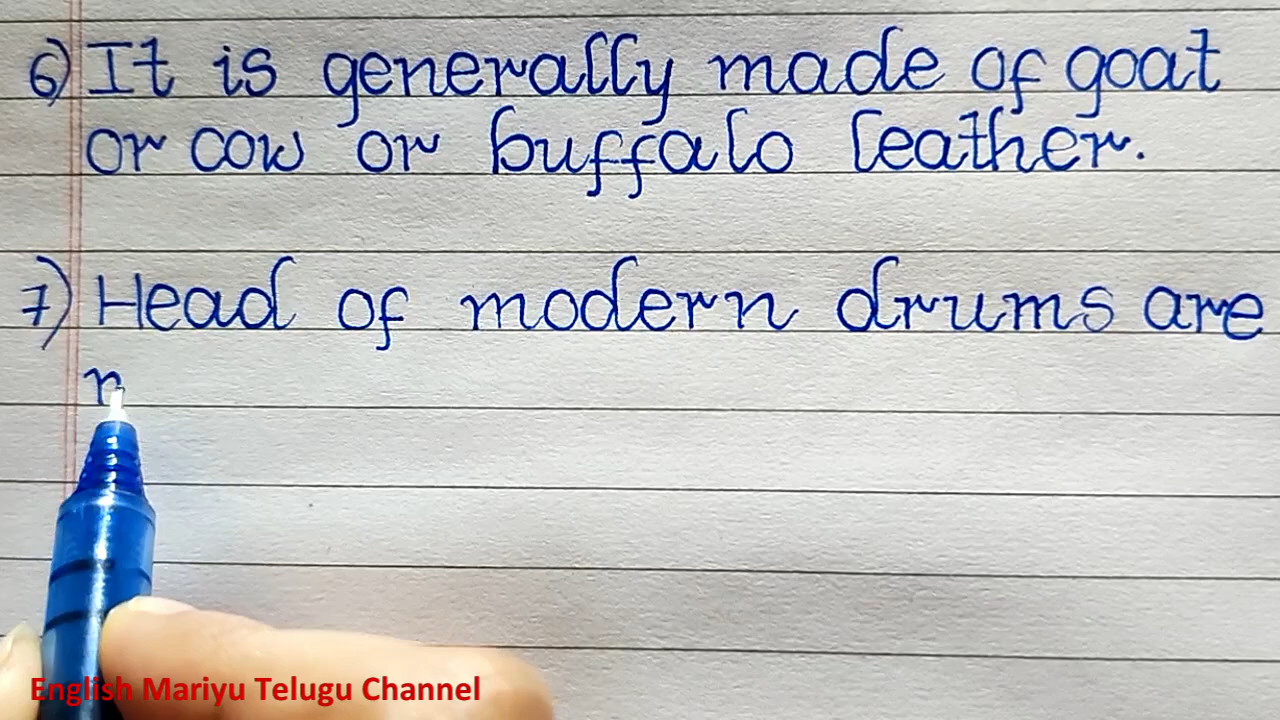 6) It is generally made of goat
or cow or buffalo leather.
7) Head of modern drums are
English Mariyu Telugu Channel